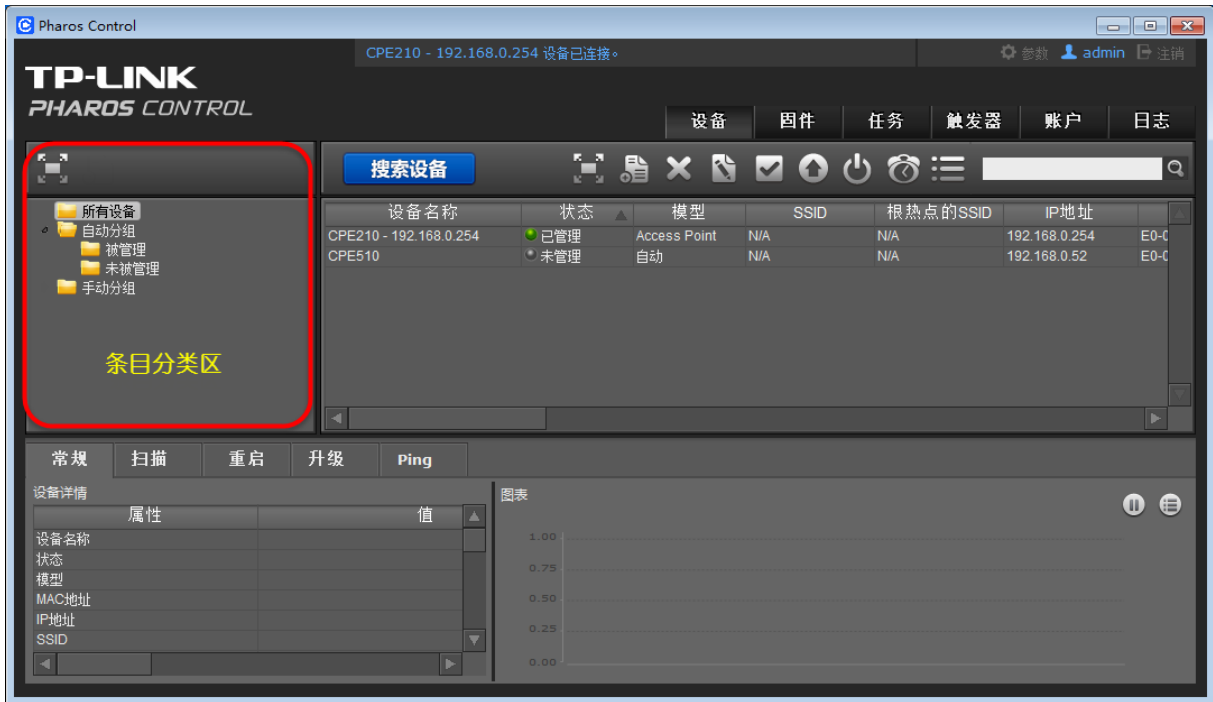 Pharos Control
CPE210 - 192.168.0.254 设备已连接。
参数 admin 注销
TP-LINK
PHAROS CONTROL
设备 固件 任务 触发器 账户 日志
搜索设备
所有设备
自动分组
被管理
未被管理
手动分组
条目分类区
设备名称 状态 模型 SSID 根热点的SSID IP地址
CPE210 - 192.168.0.254 已管理 Access Point N/A N/A 192.168.0.254
CPE510 未管理 自动 N/A N/A 192.168.0.52
常规 扫描 重启 升级 Ping
设备详情
属性 值
设备名称
状态
模型
MAC地址
IP地址
SSID
图表
1.00
0.75
0.50
0.25
0.00